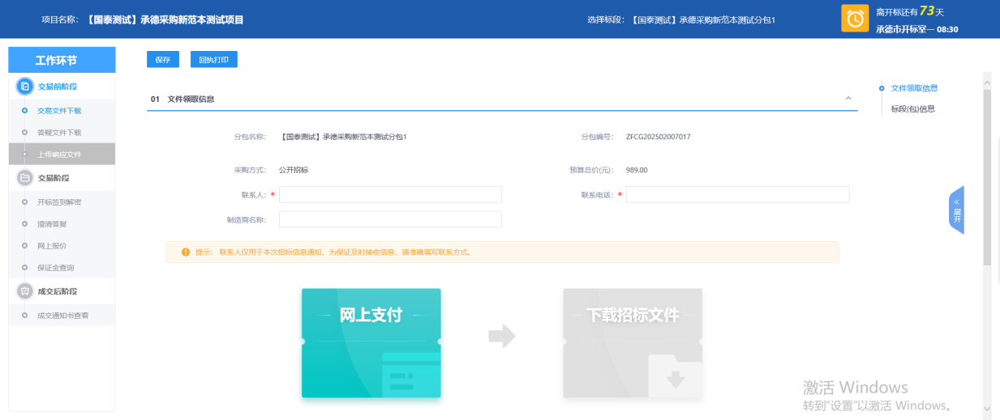 项目名称: 【国泰测试】承德采购新范本测试项目
选择标段: 【国泰测试】承德采购新范本测试分包1
离开标还有73天
承德市开标室一 08:30
工作环节
交易前阶段
交易文件下载
答疑文件下载
上传响应文件
交易阶段
开标签到解密
澄清答复
网上报价
保证金查询
成交后阶段
成交通知书查看
保存
回执打印
01 文件领取信息
分包名称: 【国泰测试】承德采购新范本测试分包1
分包编号: ZFCG202502007017
采购方式: 公开招标
预算总价(元): 989.00
联系人: *
联系电话: *
制造商名称:
提示: 联系人仅用于本次招标信息通知,为保证及时接收信息,请准确填写联系方式。
网上支付
下载招标文件
文件领取信息
标段(包)信息
«
展开
激活 Windows
转到"设置"以激活 Windows。